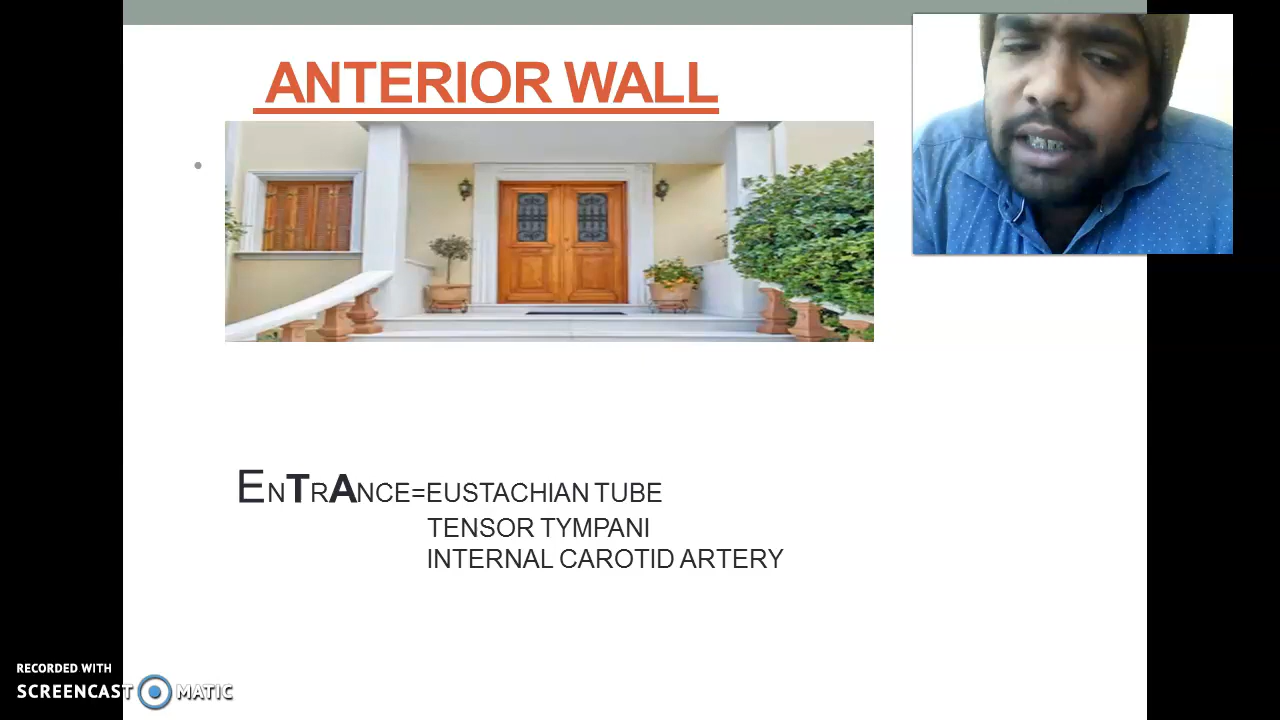 ANTERIOR WALL
ENTRANCE=EUSTACHIAN TUBE
TENSOR TYMPANI
INTERNAL CAROTID ARTERY
RECORDED WITH
SCREENCAST MATIC